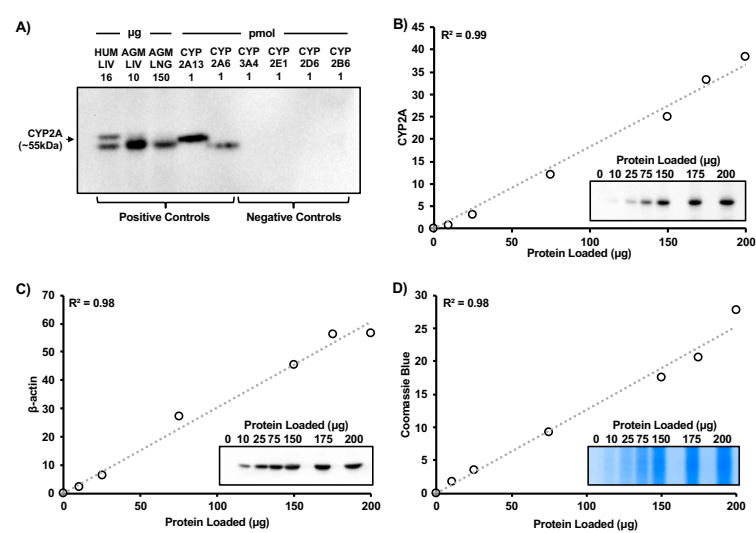 A)
µg pmol
HUM AGM AGM CYP CYP CYP CYP CYP CYP
LIV LIV LNG 2A13 2A6 3A4 2E1 2D6 2B6
16 10 150 1 1 1 1 1 1
CYP2A
(~55kDa)
Positive Controls Negative Controls
B)
R² = 0.99
45
40
35
30
25
20
15
10
5
0
CYP2A
0 50 100 150 200
Protein Loaded (µg)
Protein Loaded (µg)
0 10 25 75 150 175 200
C)
R² = 0.98
70
60
50
40
30
20
10
0
β-actin
0 50 100 150 200
Protein Loaded (µg)
Protein Loaded (µg)
0 10 25 75 150 175 200
D)
R² = 0.98
30
25
20
15
10
5
0
Coomassie Blue
0 50 100 150 200
Protein Loaded (µg)
Protein Loaded (µg)
0 10 25 75 150 175 200